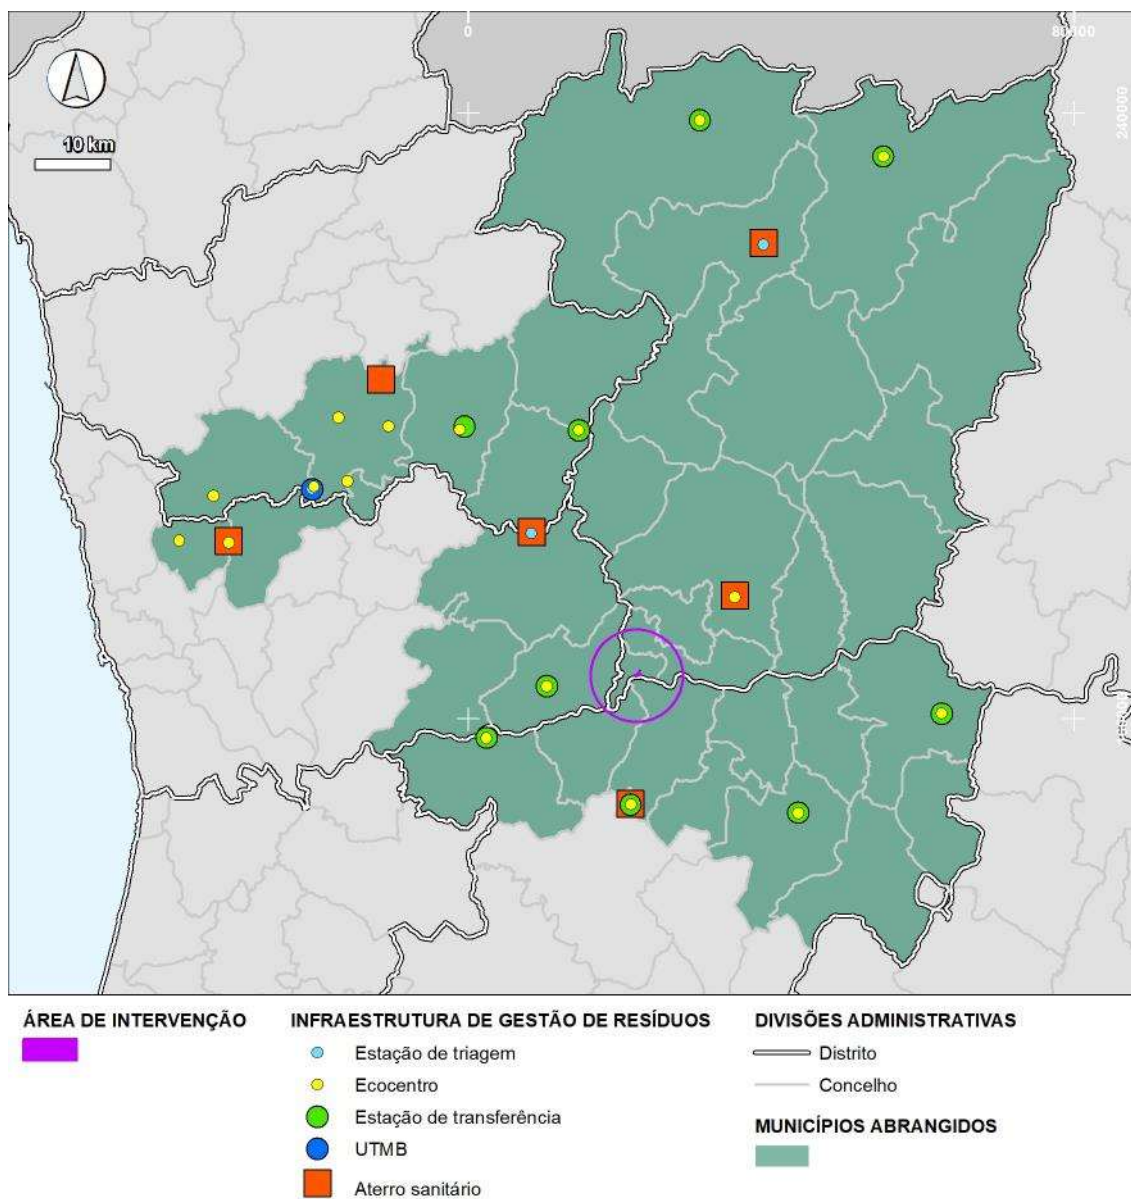 0
80000
10 km
240000
ÁREA DE INTERVENÇÃO
INFRAESTRUTURA DE GESTÃO DE RESÍDUOS
Estação de triagem
Ecocentro
Estação de transferência
UTMB
Aterro sanitário
DIVISÕES ADMINISTRATIVAS
Distrito
Concelho
MUNICÍPIOS ABRANGIDOS